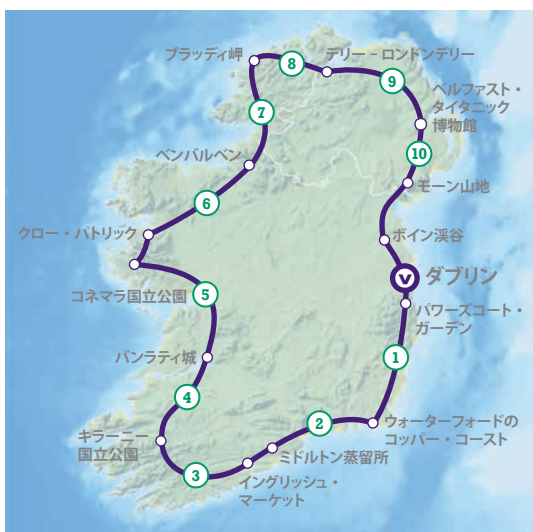 ブラッディ岬
8
デリー – ロンドンデリー
9
ベルファスト・
タイタニック
博物館
7
10
ベンバルベン
モーン山地
6
クロー・パトリック
ボイン渓谷
V
ダブリン
コネマラ国立公園
5
パワーズコート・
ガーデン
バンラティ城
1
4
2
ウォーターフォードの
コッパー・コースト
キラーニー
国立公園
ミドルトン蒸留所
3
イングリッシュ・
マーケット